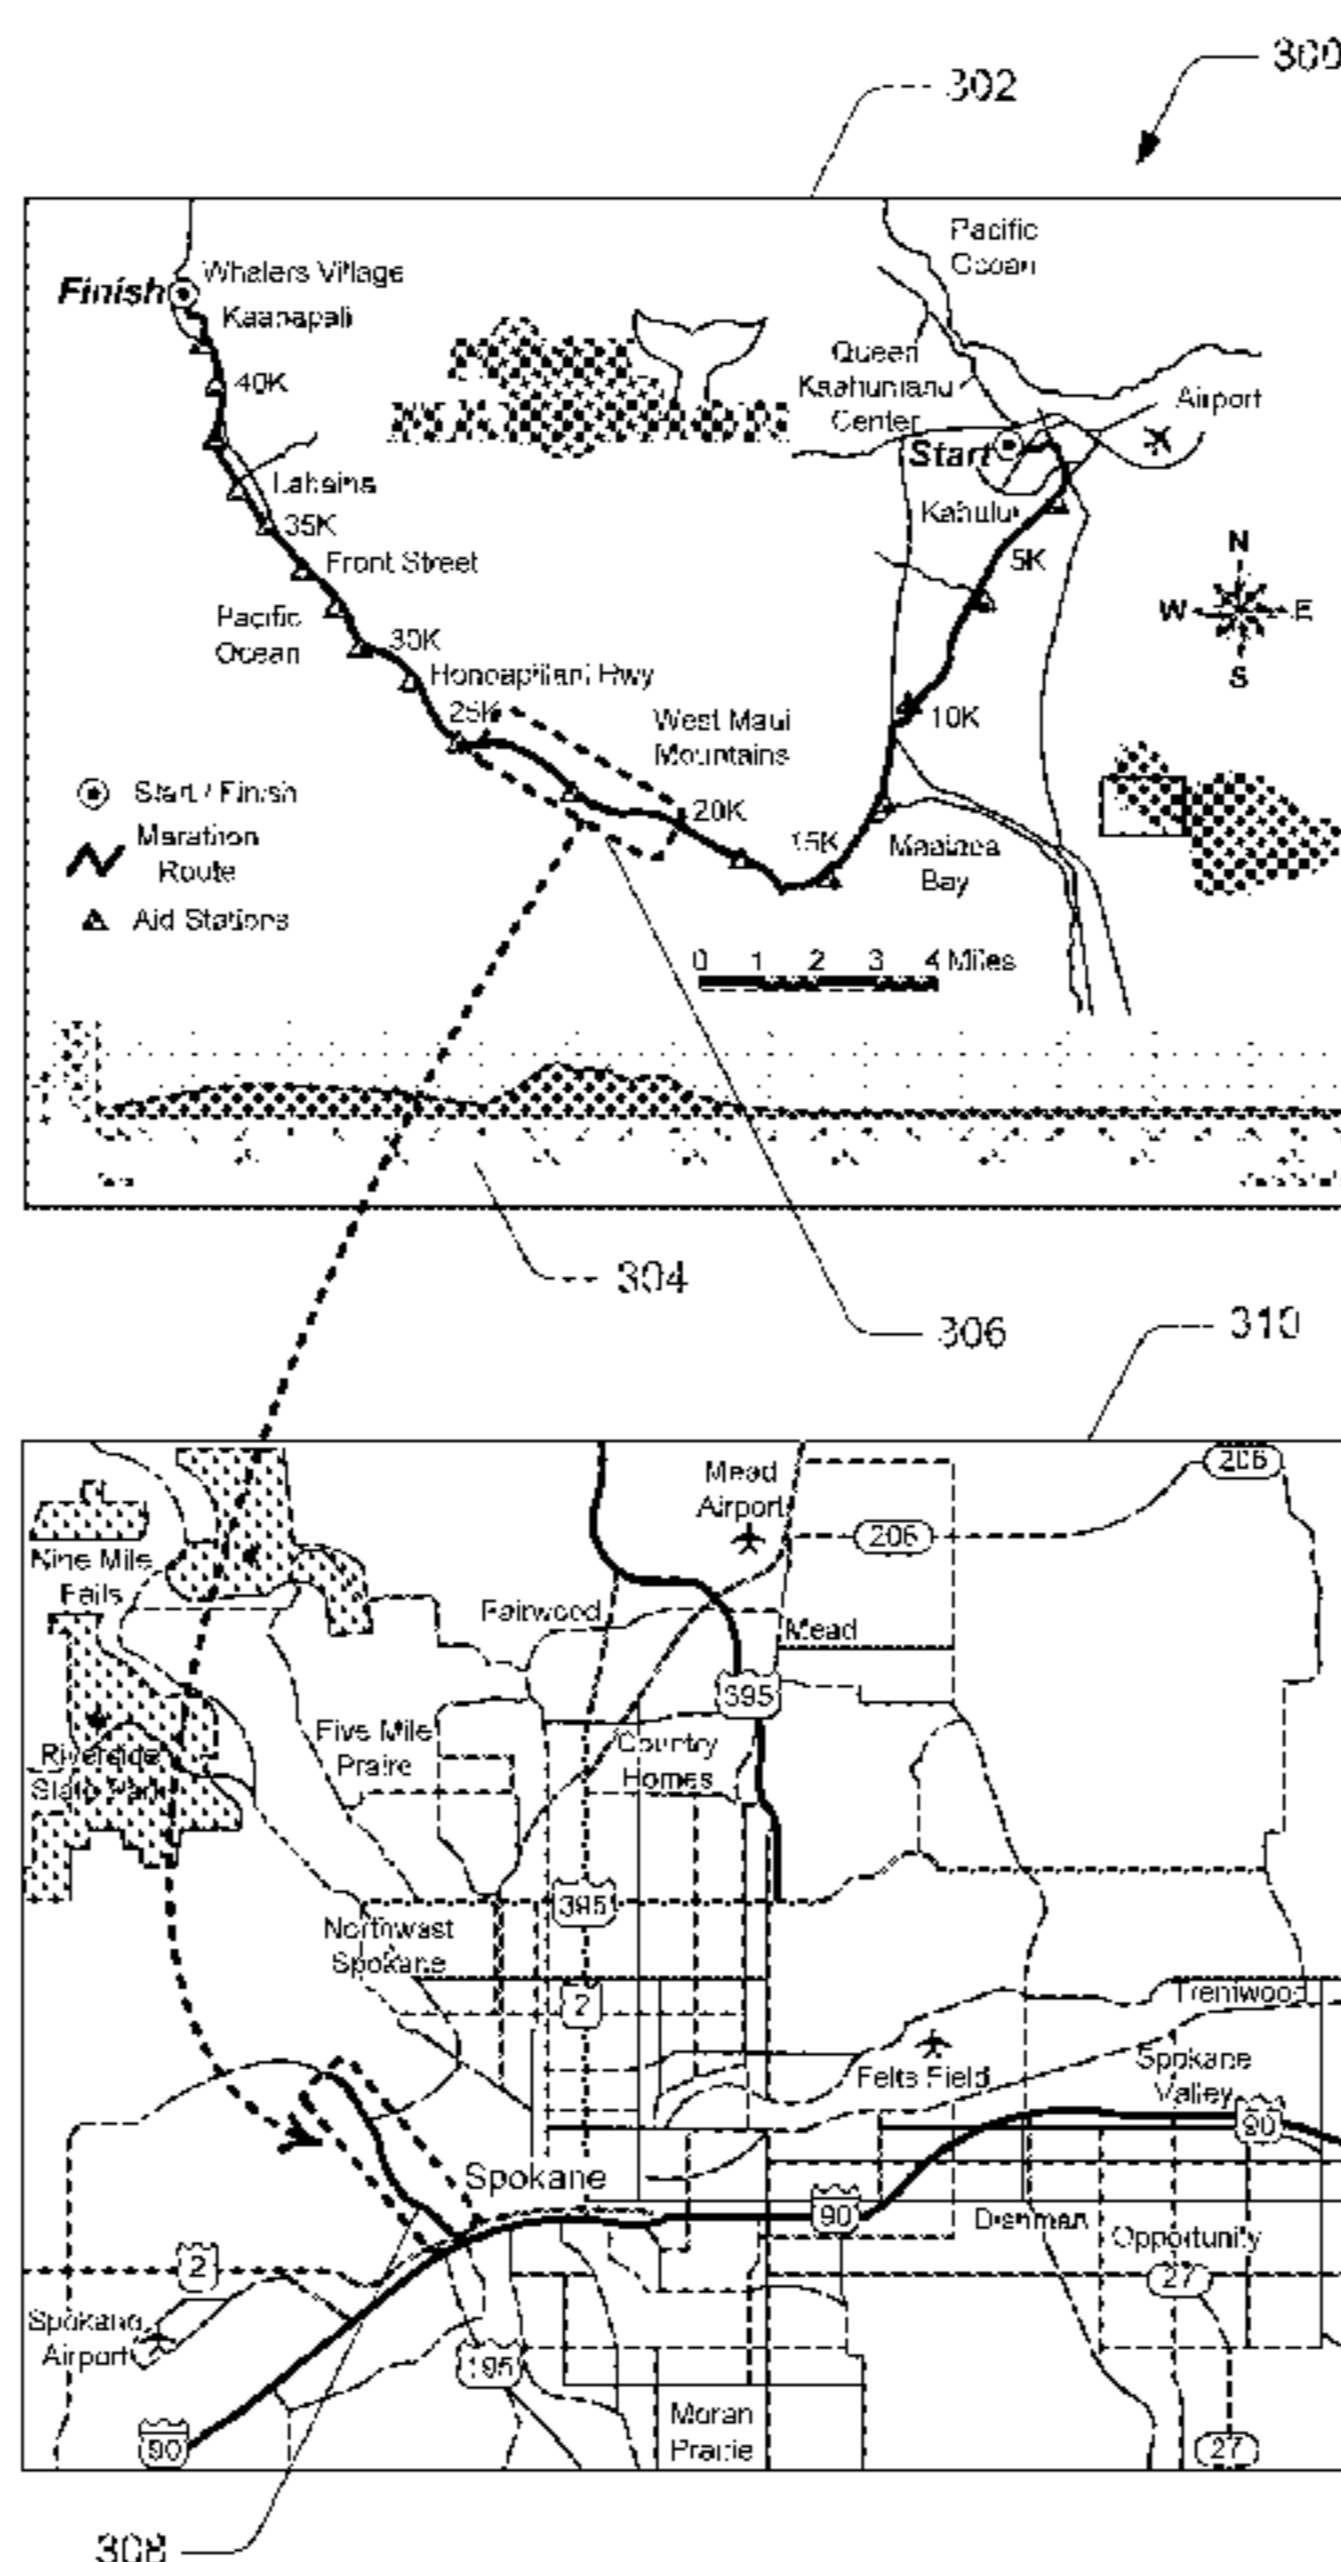 300
302
Pacific
Ocean
Finish
Whalers Village
Kaanapali
40K
Queen
Kaahumanu
Center
Airport
Start
Lahaina
35K
Kahului
Front Street
5K
N
W E
S
Pacific
Ocean
30K
Honoapiilani Hwy
25K
West Maui
Mountains
10K
Start / Finish
20K
Marathon
Route
15K
Maalaea
Bay
Aid Stations
0 1 2 3 4 Miles
304
306
310
Mead
Airport
206
206
Nine Mile
Falls
Fairwood
Mead
395
Five Mile
Praire
Country
Homes
Riverside
State Park
395
Northwest
Spokane
2
Trentwood
Felts Field
Spokane
Valley
90
Spokane
90
Dishman
Opportunity
2
27
Spokane
Airport
195
Moran
Prairie
90
27
308